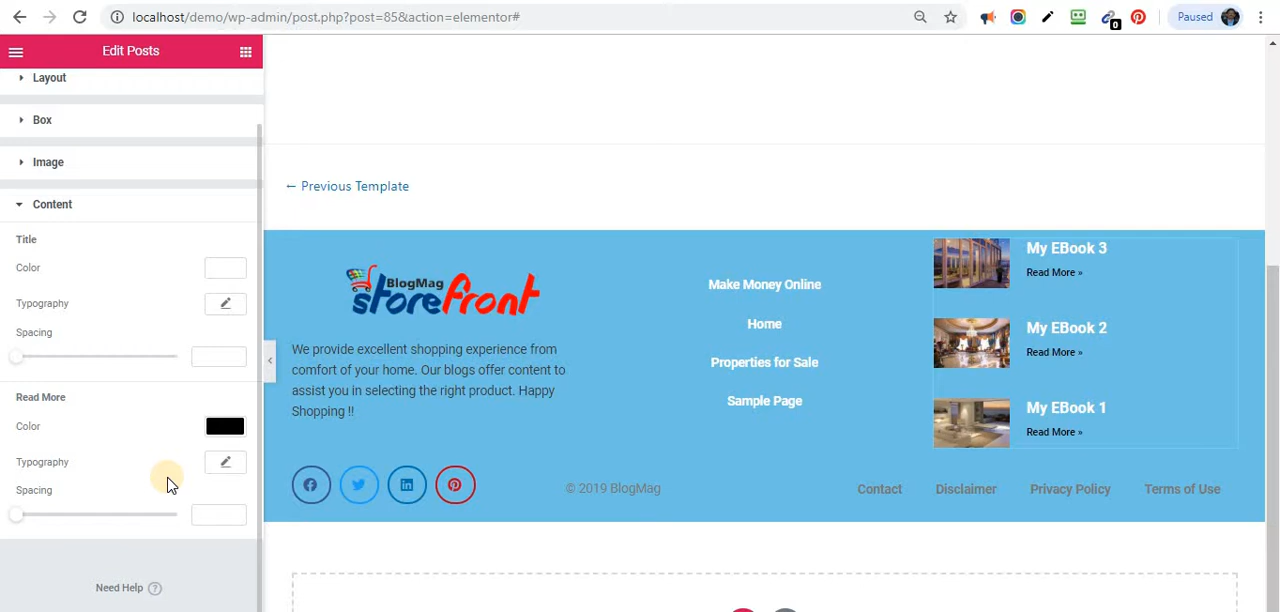 localhost/demo/wp-admin/post.php?post=85&action=elementor#
0
Paused
Edit Posts
Layout
Box
Image
Content
Title
Color
Typography
Spacing
Read More
Color
Typography
Spacing
Need Help ?
← Previous Template
BlogMag
storefront
We provide excellent shopping experience from
comfort of your home. Our blogs offer content to
assist you in selecting the right product. Happy
Shopping !!
Make Money Online
Home
Properties for Sale
Sample Page
My EBook 3
Read More »
My EBook 2
Read More »
My EBook 1
Read More »
© 2019 BlogMag
Contact
Disclaimer
Privacy Policy
Terms of Use